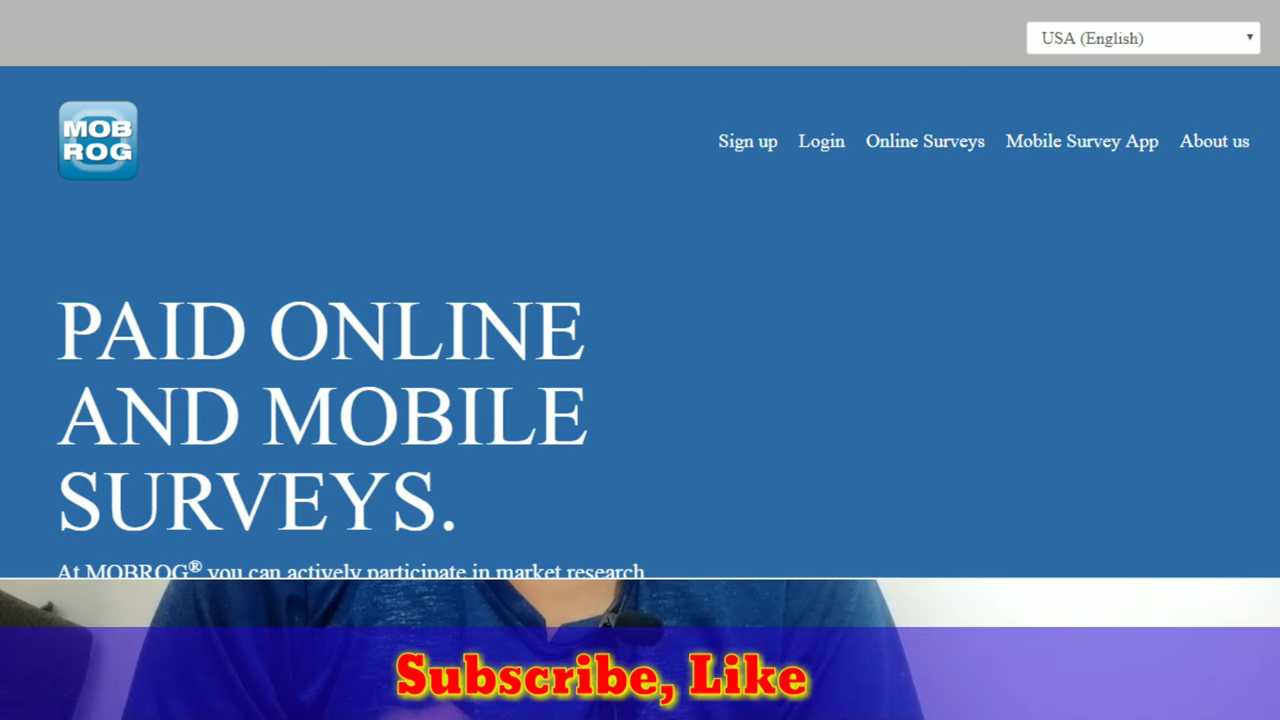 USA (English)
MOB
ROG
Sign up Login Online Surveys Mobile Survey App About us
PAID ONLINE
AND MOBILE
SURVEYS.
At MOBROG® you can actively participate in market research
Subscribe, Like